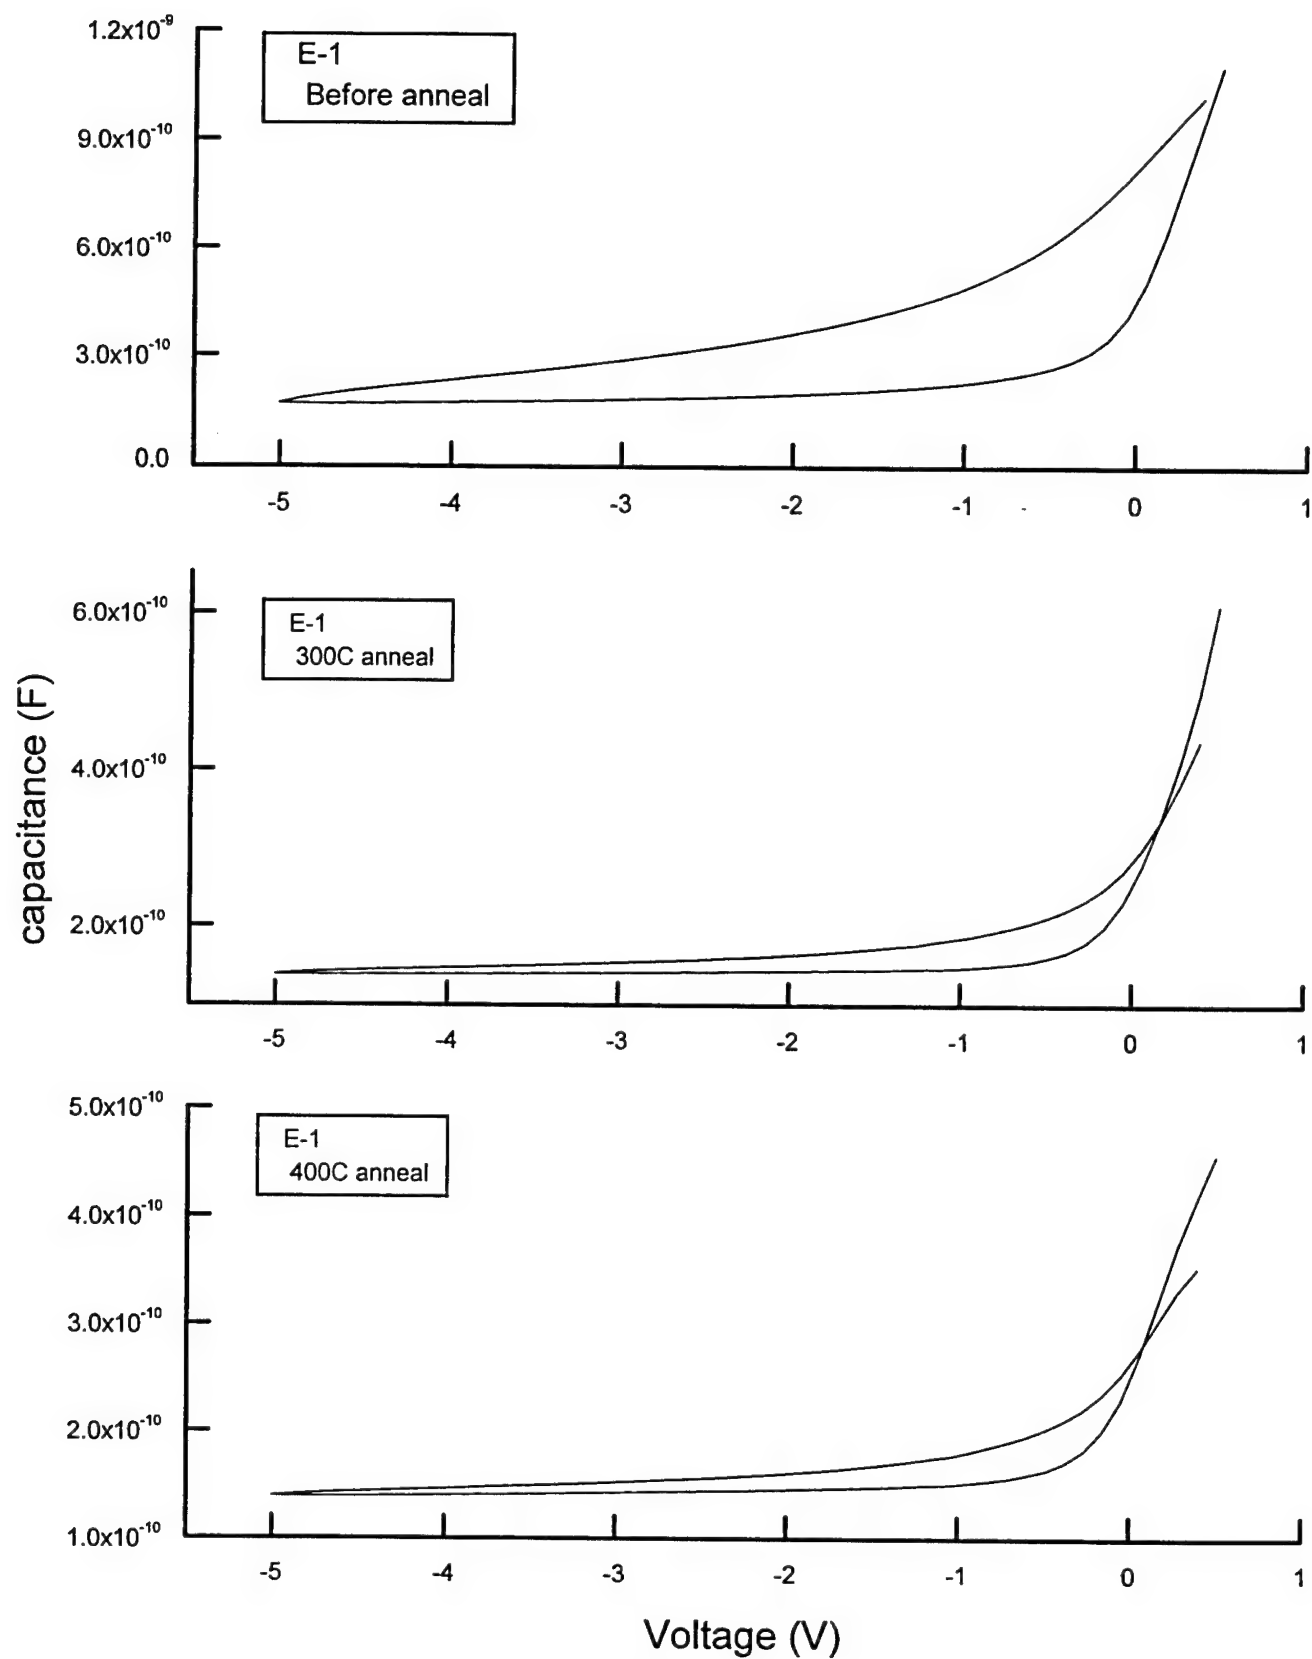 1.2x10⁻⁹
E-1
Before anneal
9.0x10⁻¹⁰
6.0x10⁻¹⁰
3.0x10⁻¹⁰
0.0
-5 -4 -3 -2 -1 0 1
6.0x10⁻¹⁰
E-1
300C anneal
4.0x10⁻¹⁰
2.0x10⁻¹⁰
-5 -4 -3 -2 -1 0 1
capacitance (F)
5.0x10⁻¹⁰
E-1
400C anneal
4.0x10⁻¹⁰
3.0x10⁻¹⁰
2.0x10⁻¹⁰
1.0x10⁻¹⁰
-5 -4 -3 -2 -1 0 1
Voltage (V)